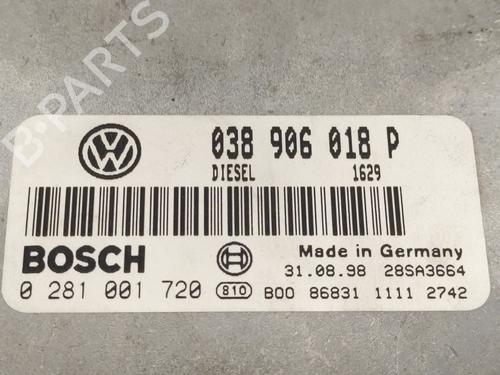 B-PARTS
038 906 018 P
DIESEL 1629
BOSCH
Made in Germany
31.08.98 28SA3664
0 281 001 720 810 B00 86831 1111 2742